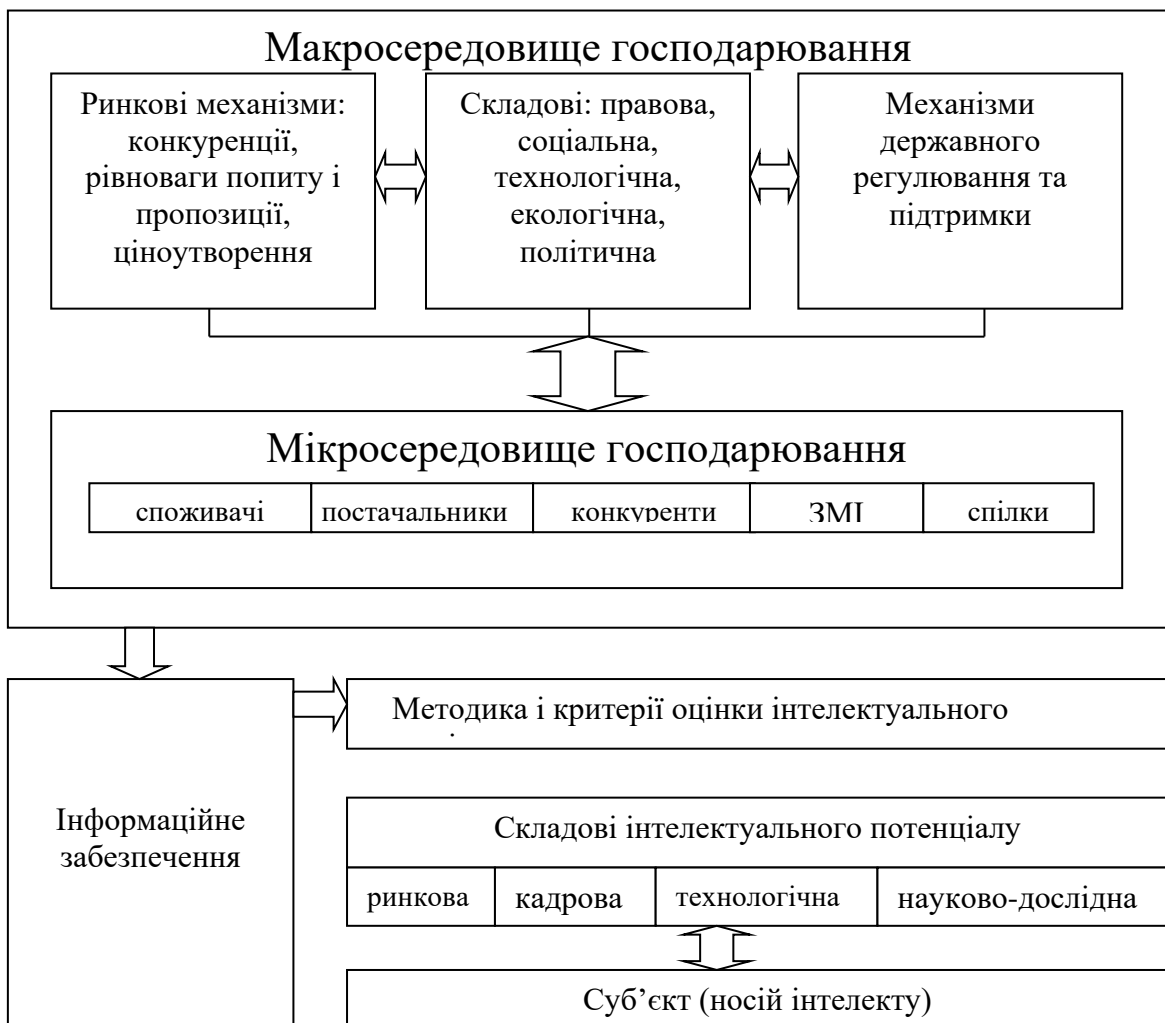 Макросередовище господарювання
Ринкові механізми:
конкуренції,
рівноваги попиту і
пропозиції,
ціноутворення
Складові: правова,
соціальна,
технологічна,
екологічна,
політична
Механізми
державного
регулювання та
підтримки
Мікросередовище господарювання
споживачі
постачальники
конкуренти
ЗМІ
спілки
Інформаційне
забезпечення
Методика і критерії оцінки інтелектуального
Складові інтелектуального потенціалу
ринкова
кадрова
технологічна
науково-дослідна
Суб’єкт (носій інтелекту)